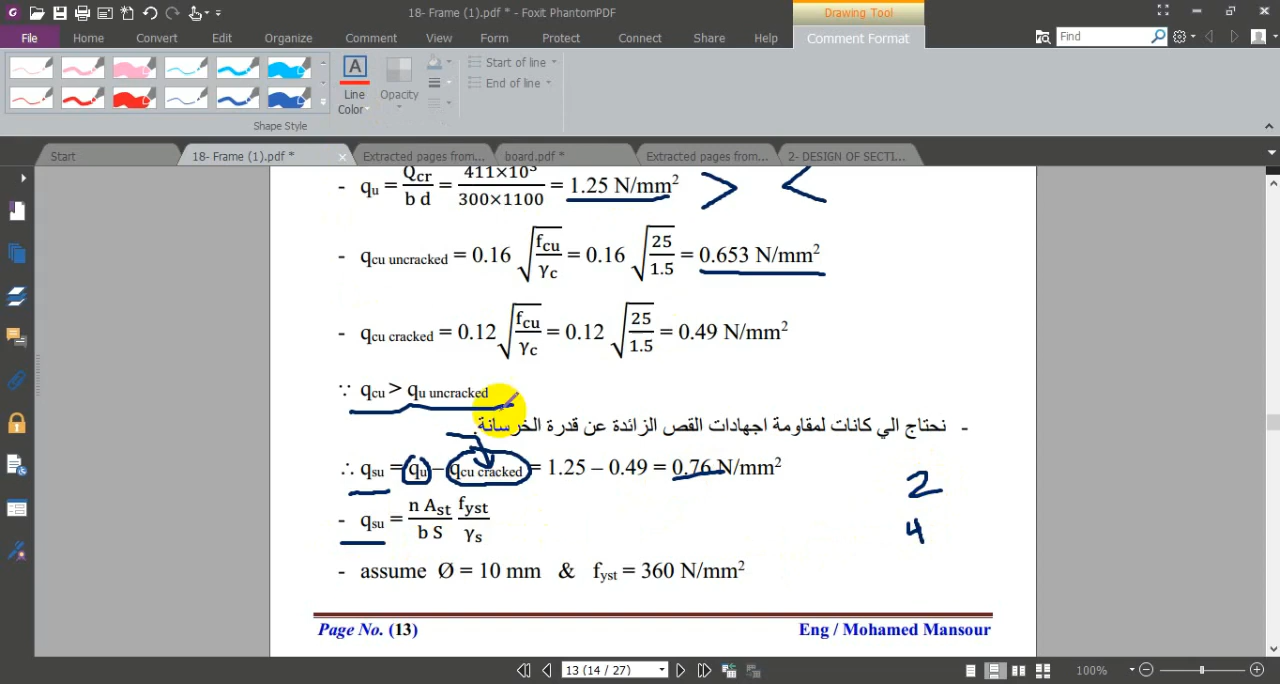 18- Frame (1).pdf * - Foxit PhantomPDF
Drawing Tool
File Home Convert Edit Organize Comment View Form Protect Connect Share Help Comment Format Find
Start of line
End of line
Line Color
Opacity
Shape Style
Start 18- Frame (1).pdf * Extracted pages from... board.pdf * Extracted pages from... 2- DESIGN OF SECTI...
- qu = Qcr / b d = 411×10³ / 300×1100 = 1.25 N/mm² > <
- qcu uncracked = 0.16 √(fcu / γc) = 0.16 √(25 / 1.5) = 0.653 N/mm²
- qcu cracked = 0.12 √(fcu / γc) = 0.12 √(25 / 1.5) = 0.49 N/mm²
∵ qcu > qu uncracked
- نحتاج الي كانات لمقاومة اجهادات القص الزائدة عن قدرة الخرسانة.
∴ qsu = qu − qcu cracked = 1.25 − 0.49 = 0.76 N/mm²
2
- qsu = n Ast / b S fyst / γs
4
- assume Ø = 10 mm & fyst = 360 N/mm²
Page No. (13) Eng / Mohamed Mansour
13 (14 / 27) 100%